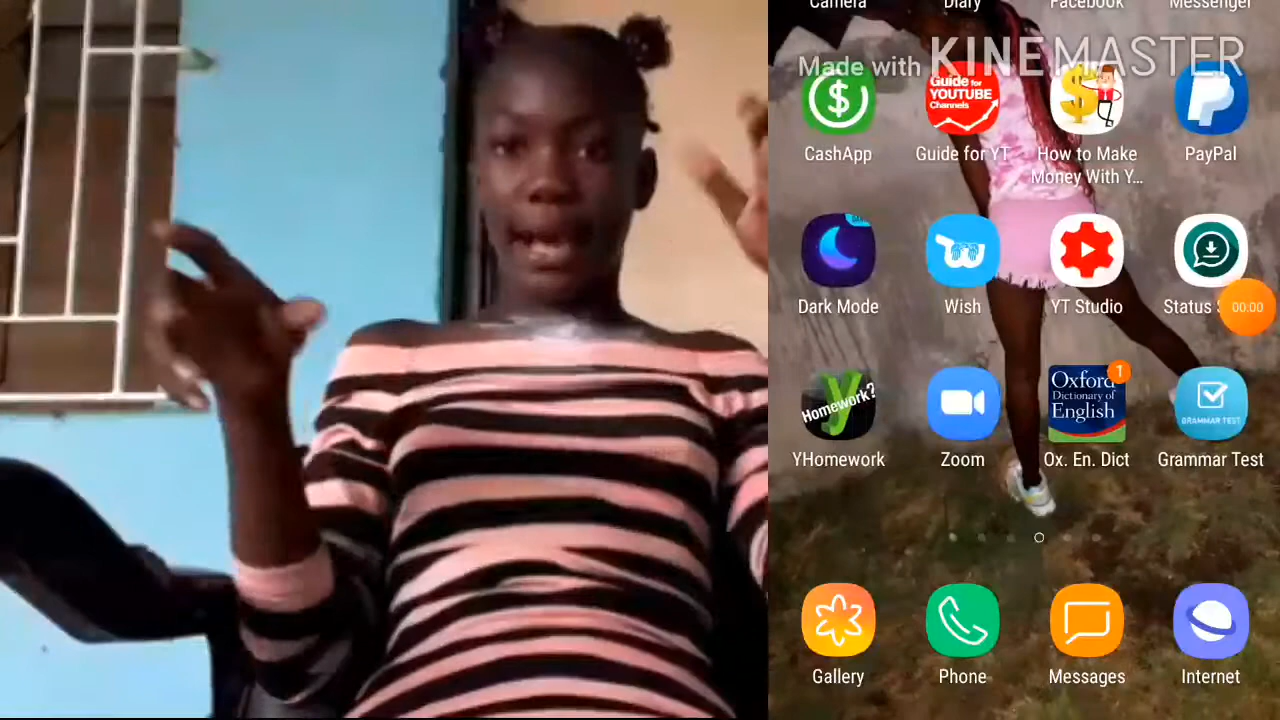 Camera
Diary
Facebook
Messenger
Made with KINEMASTER
Guide for
YOUTUBE
Channels
CashApp
Guide for YT
How to Make
Money With Y...
PayPal
Dark Mode
Wish
YT Studio
Status S
00:00
Homework?
y
Oxford
Dictionary of
English
1
GRAMMAR TEST
YHomework
Zoom
Ox. En. Dict
Grammar Test
Gallery
Phone
Messages
Internet